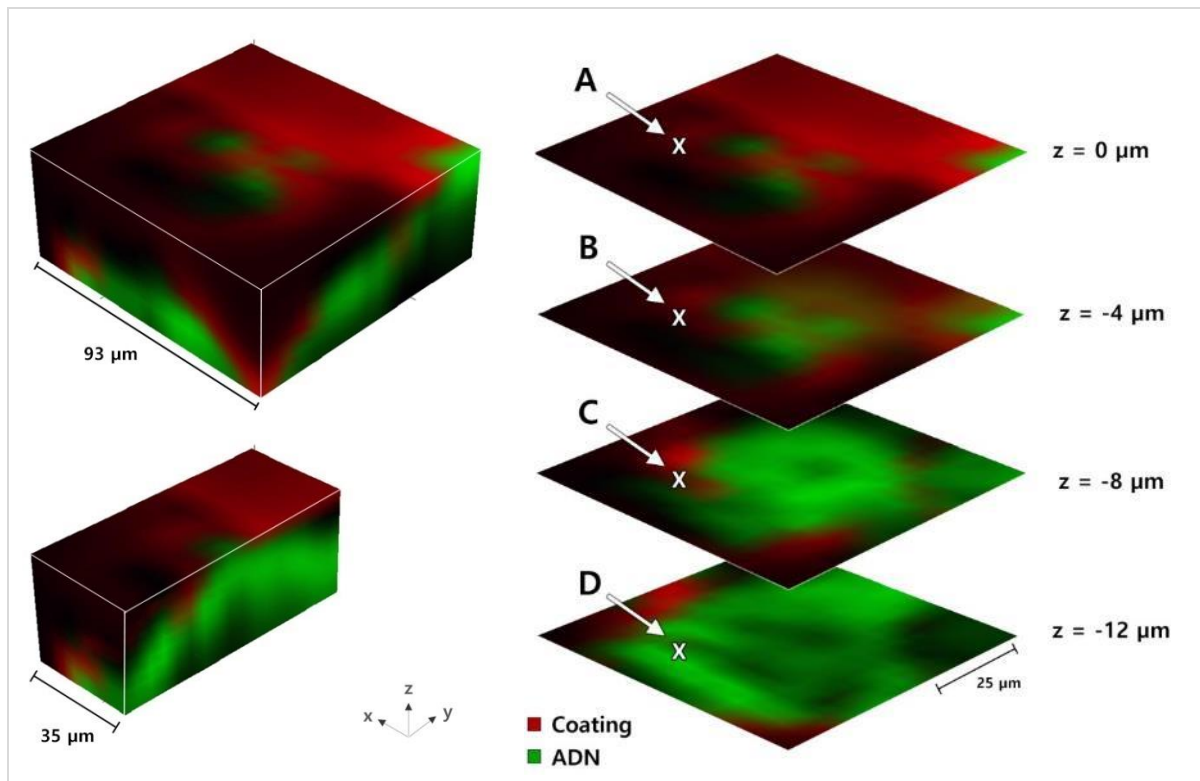 A
X
z = 0 µm
B
X
z = -4 µm
93 µm
C
X
z = -8 µm
D
X
z = -12 µm
25 µm
35 µm
z
x
y
Coating
ADN